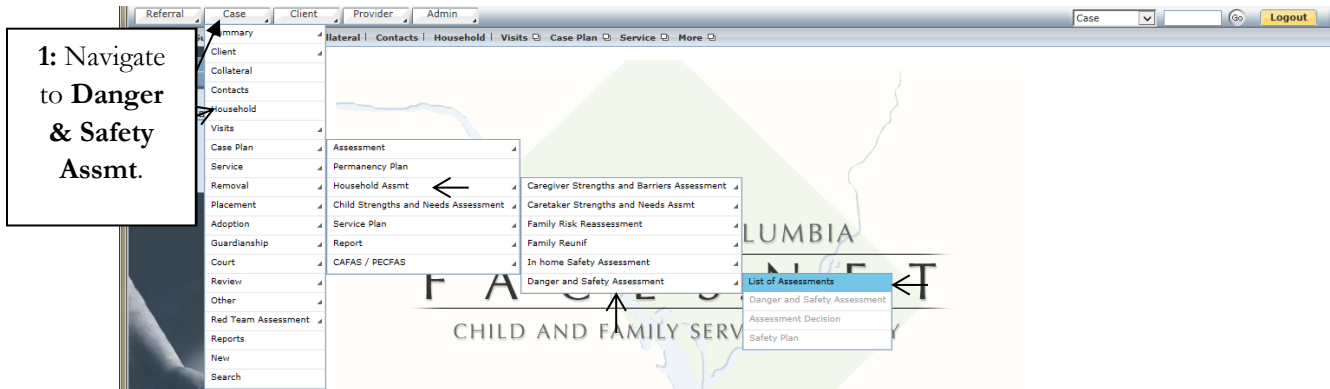 Referral Case Client Provider Admin Case Go Logout
llateral | Contacts | Household | Visits Case Plan Service More
1: Navigate
to Danger
& Safety
Assmt.
Client
Collateral
Contacts
Household
Visits
Case Plan
Service
Removal
Placement
Adoption
Guardianship
Court
Review
Other
Red Team Assessment
Reports
New
Search
Assessment
Permanency Plan
Household Assmt
Child Strengths and Needs Assessment
Service Plan
Report
CAFAS / PECFAS
Caregiver Strengths and Barriers Assessment
Caretaker Strengths and Needs Assmt
Family Risk Reassessment
Family Reunif
In home Safety Assessment
Danger and Safety Assessment
List of Assessments
Danger and Safety Assessment
Assessment Decision
Safety Plan
LUMBIA
CHILD AND FAMILY SERV Y